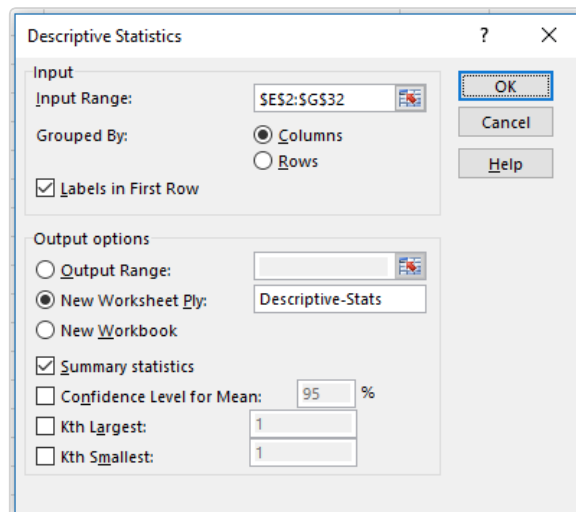 Descriptive Statistics ?
Input
Input Range: $E$2:$G$32
OK
Grouped By: Columns
Cancel
Rows
Help
Labels in First Row
Output options
Output Range:
New Worksheet Ply: Descriptive-Stats
New Workbook
Summary statistics
Confidence Level for Mean: 95 %
Kth Largest: 1
Kth Smallest: 1